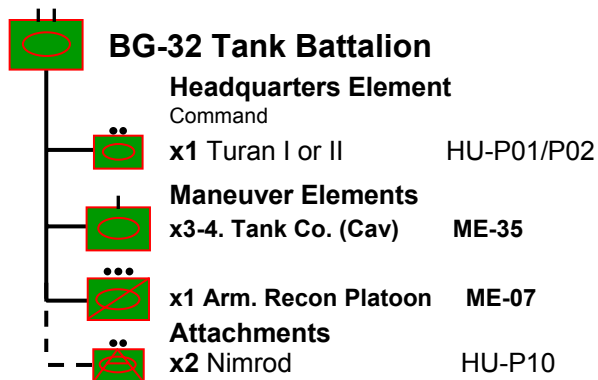 BG-32 Tank Battalion
Headquarters Element
Command
x1 Turan I or II HU-P01/P02
Maneuver Elements
x3-4. Tank Co. (Cav) ME-35
x1 Arm. Recon Platoon ME-07
Attachments
x2 Nimrod HU-P10